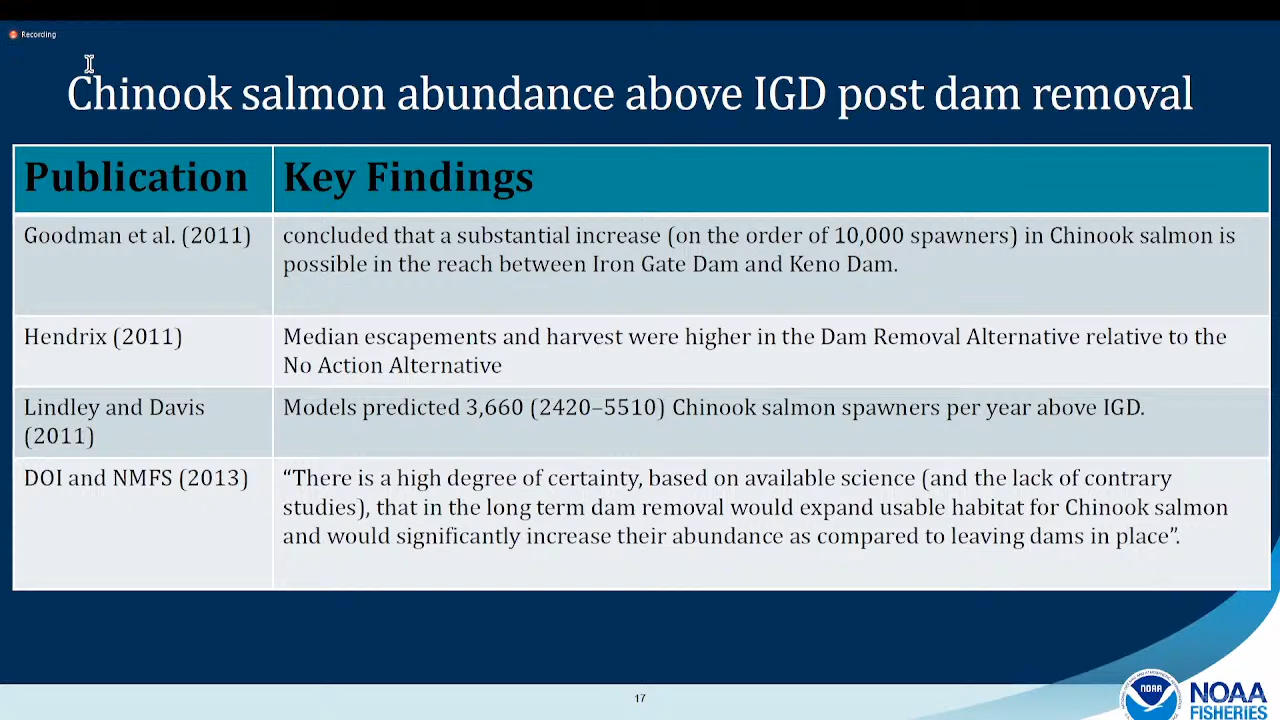 Recording
Chinook salmon abundance above IGD post dam removal
Publication
Key Findings
Goodman et al. (2011)
concluded that a substantial increase (on the order of 10,000 spawners) in Chinook salmon is
possible in the reach between Iron Gate Dam and Keno Dam.
Hendrix (2011)
Median escapements and harvest were higher in the Dam Removal Alternative relative to the
No Action Alternative
Lindley and Davis
(2011)
Models predicted 3,660 (2420–5510) Chinook salmon spawners per year above IGD.
DOI and NMFS (2013)
“There is a high degree of certainty, based on available science (and the lack of contrary
studies), that in the long term dam removal would expand usable habitat for Chinook salmon
and would significantly increase their abundance as compared to leaving dams in place”.
17
NOAA
NOAA
FISHERIES